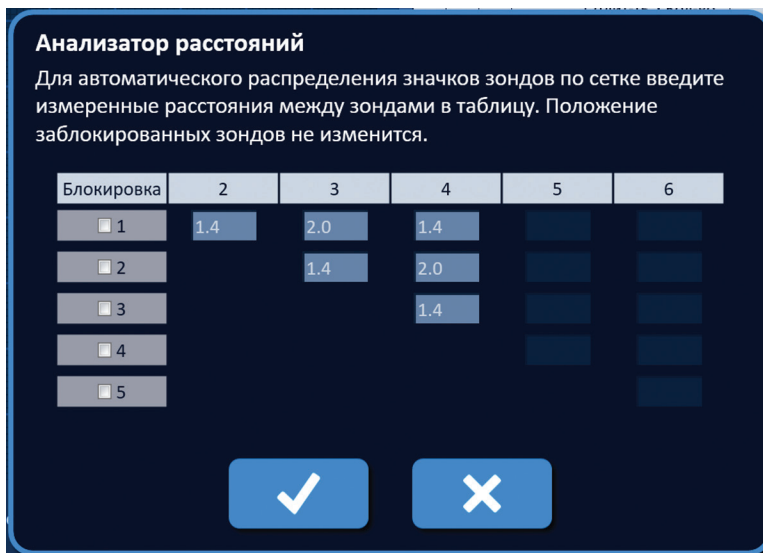 Анализатор расстояний
Для автоматического распределения значков зондов по сетке введите
измеренные расстояния между зондами в таблицу. Положение
заблокированных зондов не изменится.
Блокировка 2 3 4 5 6
1 1.4 2.0 1.4
2 1.4 2.0
3 1.4
4
5